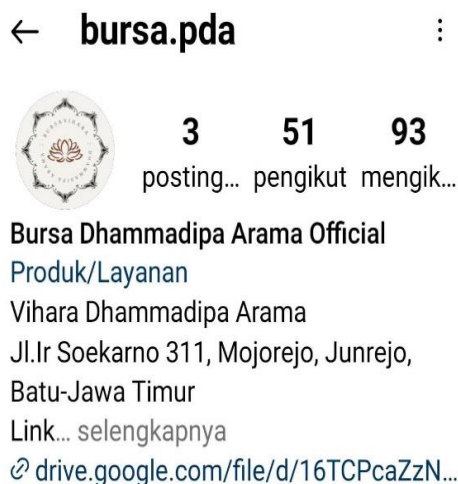 bursa.pda
3 51 93
posting... pengikut mengik...
Bursa Dhammadipa Arama Official
Produk/Layanan
Vihara Dhammadipa Arama
Jl.Ir Soekarno 311, Mojorejo, Junrejo,
Batu-Jawa Timur
Link... selengkapnya
drive.google.com/file/d/16TCPcaZzN...